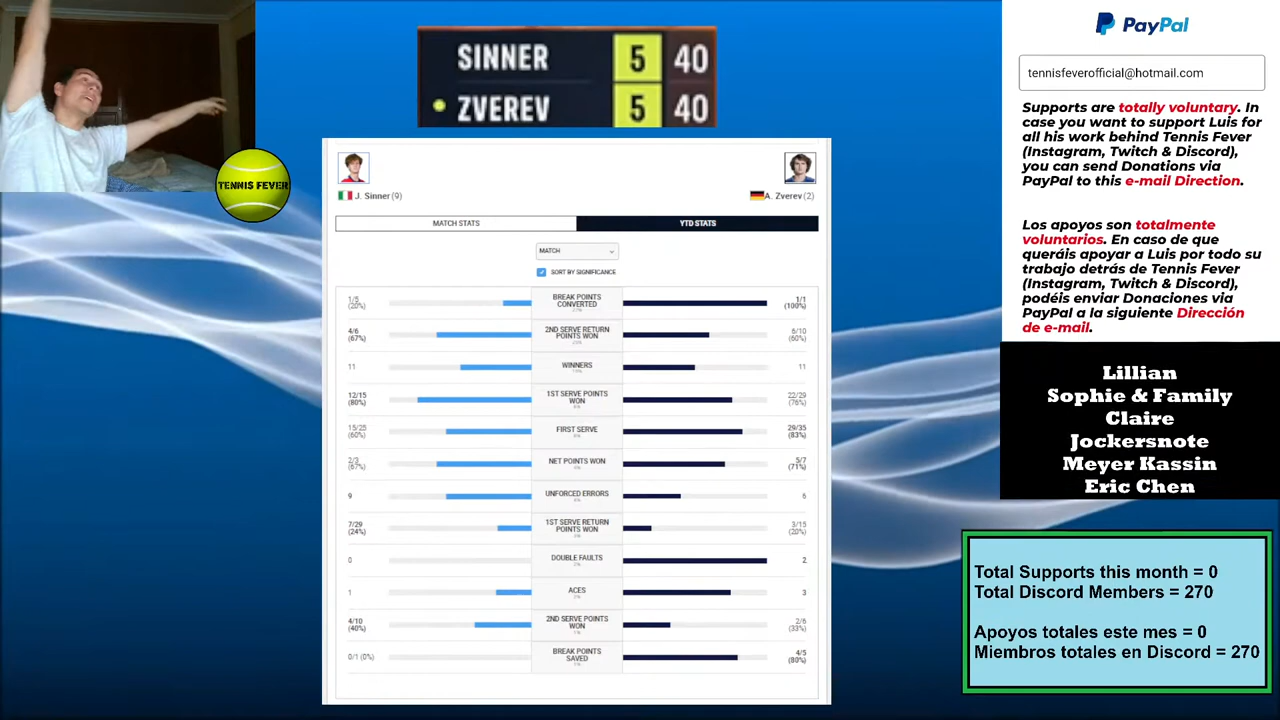 SINNER 5 40
ZVEREV 5 40
TENNIS FEVER
J. Sinner (9)
A. Zverev (2)
MATCH STATS
YTD STATS
MATCH
SORT BY SIGNIFICANCE
1/5
(20%)
BREAK POINTS
CONVERTED
1/1
(100%)
4/6
(67%)
2ND SERVE RETURN
POINTS WON
6/10
(60%)
11
WINNERS
11
12/15
(80%)
1ST SERVE POINTS
WON
22/29
(76%)
15/25
(60%)
FIRST SERVE
29/35
(83%)
2/3
(67%)
NET POINTS WON
5/7
(71%)
9
UNFORCED ERRORS
6
7/29
(24%)
1ST SERVE RETURN
POINTS WON
3/15
(20%)
0
DOUBLE FAULTS
2
1
ACES
3
4/10
(40%)
2ND SERVE POINTS
WON
2/6
(33%)
0/1 (0%)
BREAK POINTS
SAVED
4/5
(80%)
PayPal
tennisfeverofficial@hotmail.com
Supports are totally voluntary. In
case you want to support Luis for
all his work behind Tennis Fever
(Instagram, Twitch & Discord),
you can send Donations via
PayPal to this e-mail Direction.
Los apoyos son totalmente
voluntarios. En caso de que
queráis apoyar a Luis por todo su
trabajo detrás de Tennis Fever
(Instagram, Twitch & Discord),
podéis enviar Donaciones via
PayPal a la siguiente Dirección
de e-mail.
Lillian
Sophie & Family
Claire
Jockersnote
Meyer Kassin
Eric Chen
Total Supports this month = 0
Total Discord Members = 270
Apoyos totales este mes = 0
Miembros totales en Discord = 270